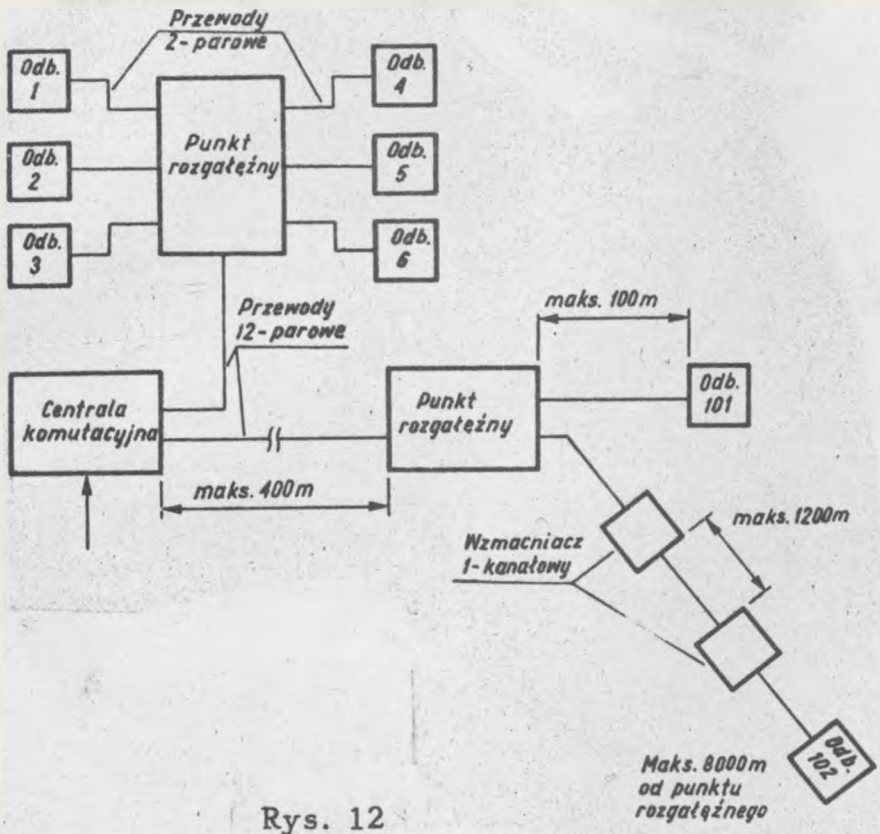 Przewody
2-parowe
Odb.
1
Odb.
4
Punkt
rozgałęźny
Odb.
2
Odb.
5
Odb.
3
Odb.
6
Przewody
12-parowe
maks. 100m
Centrala
komutacyjna
Punkt
rozgałęźny
Odb.
101
maks. 400m
maks. 1200m
Wzmacniacz
1-kanałowy
Odb.
102
Maks. 8000m
od punktu
rozgałęźnego
Rys. 12